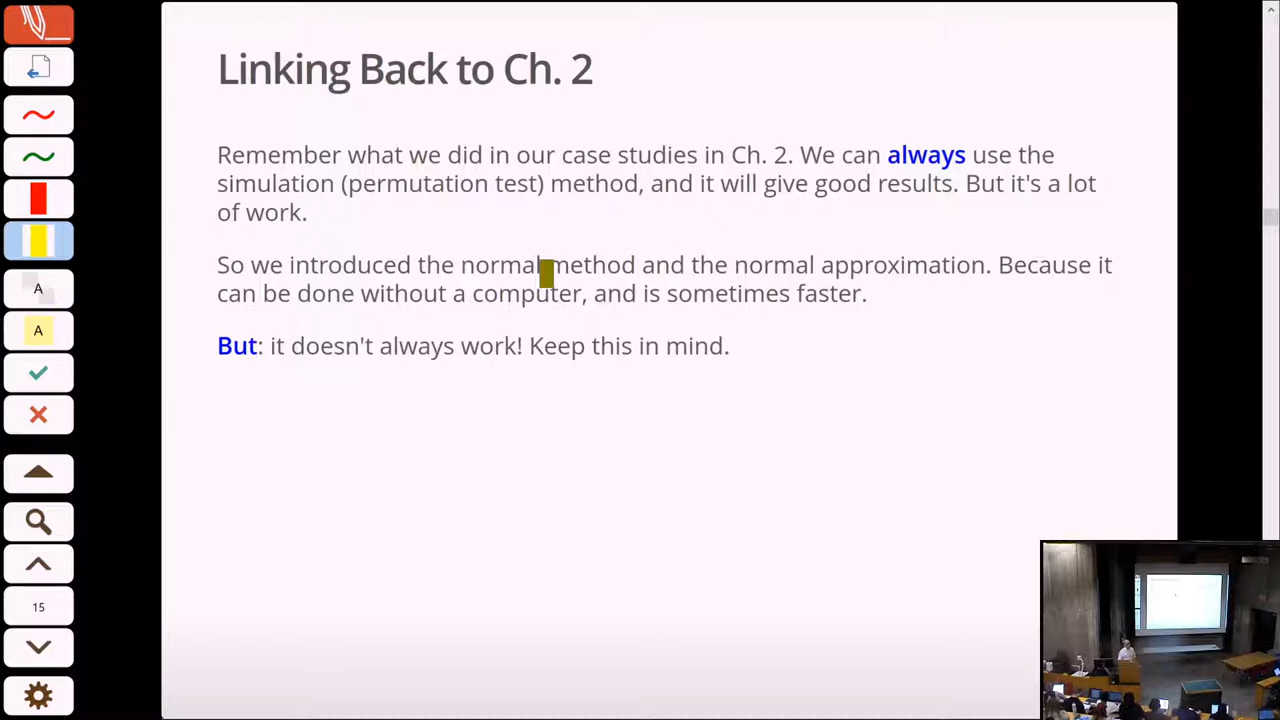 Linking Back to Ch. 2
Remember what we did in our case studies in Ch. 2. We can always use the
simulation (permutation test) method, and it will give good results. But it's a lot
of work.
So we introduced the normal method and the normal approximation. Because it
can be done without a computer, and is sometimes faster.
But: it doesn't always work! Keep this in mind.
A
A
15